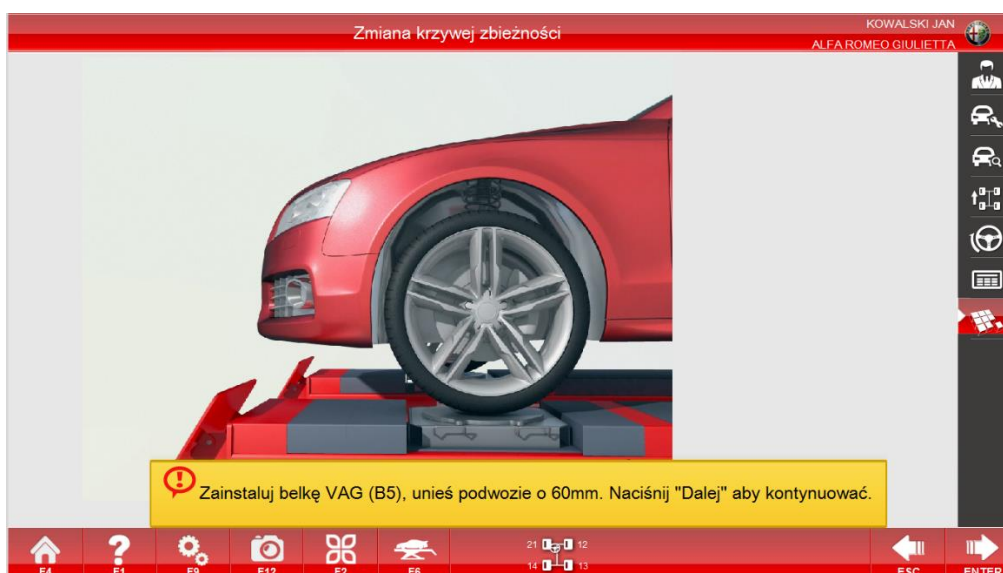 Zmiana krzywej zbieżności
KOWALSKI JAN
ALFA ROMEO GIULIETTA
Zainstaluj belkę VAG (B5), unieś podwozie o 60mm. Naciśnij "Dalej" aby kontynuować.
21 12
14 13
F4 F1 F9 F12 F2 F6 ESC ENTER